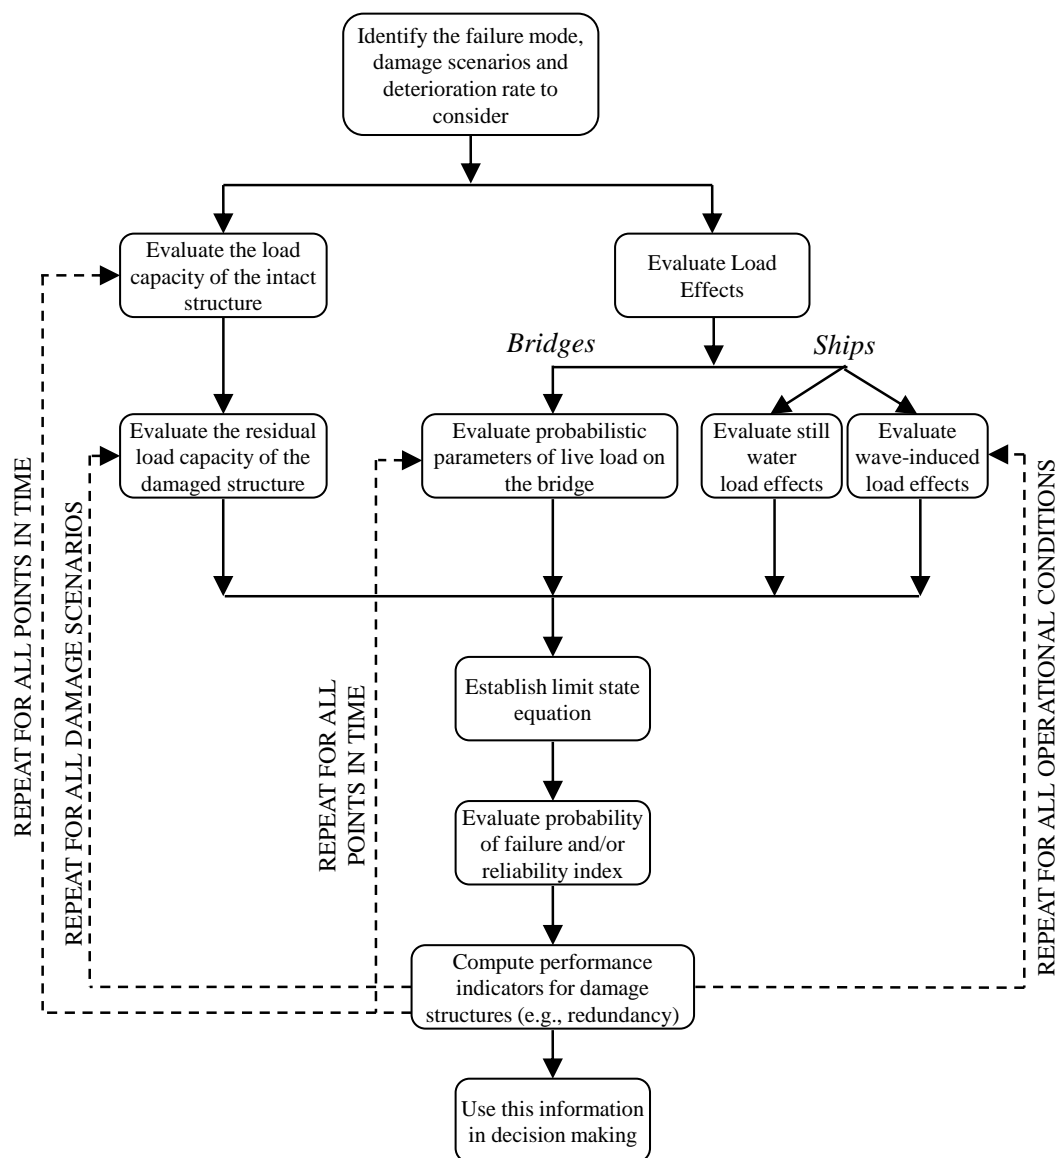 Identify the failure mode,
damage scenarios and
deterioration rate to
consider
Evaluate the load
capacity of the intact
structure
Evaluate Load
Effects
Bridges
Ships
Evaluate the residual
load capacity of the
damaged structure
Evaluate probabilistic
parameters of live load on
the bridge
Evaluate still
water
load effects
Evaluate
wave-induced
load effects
REPEAT FOR ALL POINTS IN TIME
REPEAT FOR ALL DAMAGE SCENARIOS
REPEAT FOR ALL
POINTS IN TIME
REPEAT FOR ALL OPERATIONAL CONDITIONS
Establish limit state
equation
Evaluate probability
of failure and/or
reliability index
Compute performance
indicators for damage
structures (e.g., redundancy)
Use this information
in decision making